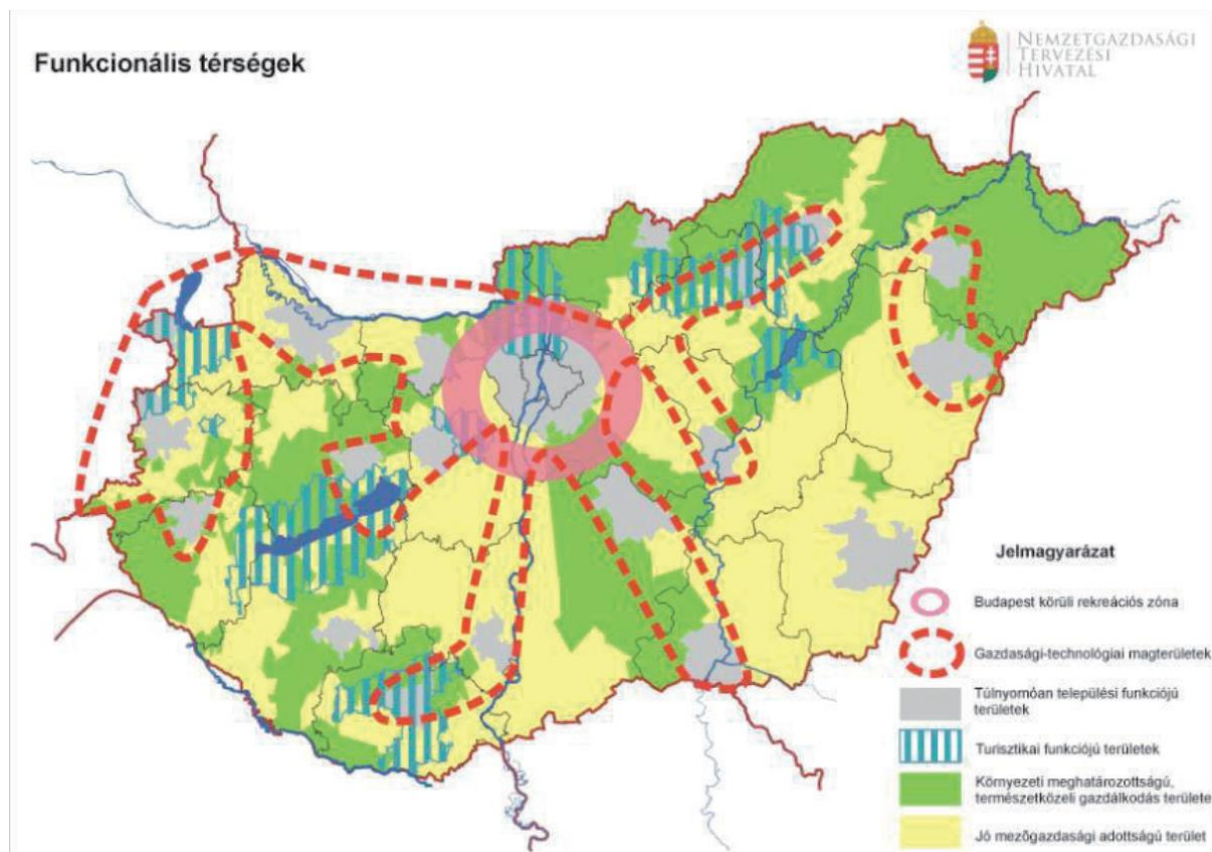 Funkcionális térségek
NEMZETGAZDASÁGI
TERVEZÉSI
HIVATAL
Jelmagyarázat
Budapest körüli rekreációs zóna
Gazdasági-technológiai magterületek
Túlnyomóan települési funkciójú
területek
Turisztikai funkciójú területek
Környezeti meghatározottságú,
természetközeli gazdálkodás területe
Jó mezõgazdasági adottságú terület